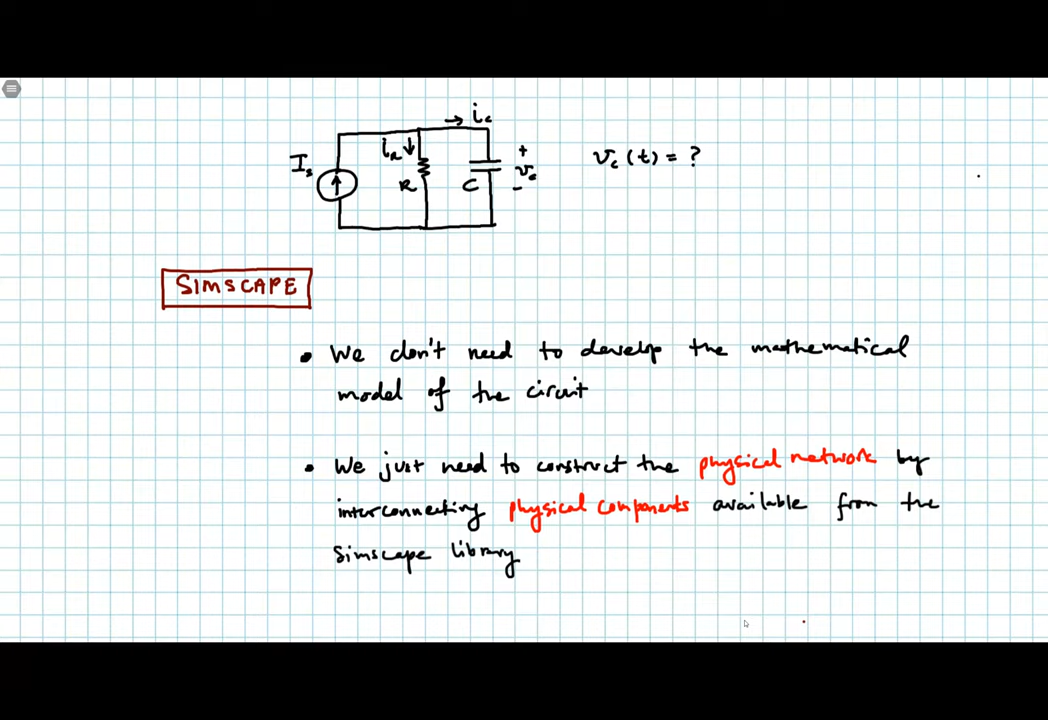 i_c
I_s i_R R C + v_c - v_c(t) = ?
SIMSCAPE
• We don't need to develop the mathematical
model of the circuit
• We just need to construct the physical network by
interconnecting physical components available from the
Simscape library